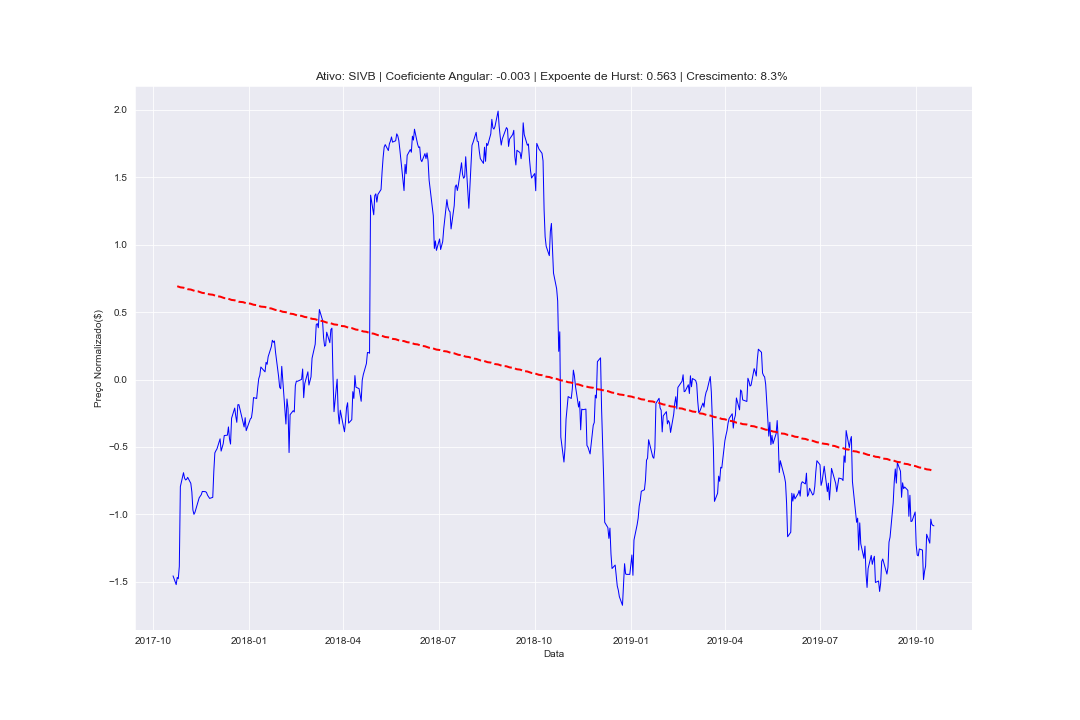 Ativo: SIVB | Coeficiente Angular: -0.003 | Expoente de Hurst: 0.563 | Crescimento: 8.3%
2.0
1.5
1.0
0.5
0.0
−0.5
−1.0
−1.5
Preço Normalizado($)
2017-10 2018-01 2018-04 2018-07 2018-10 2019-01 2019-04 2019-07 2019-10
Data